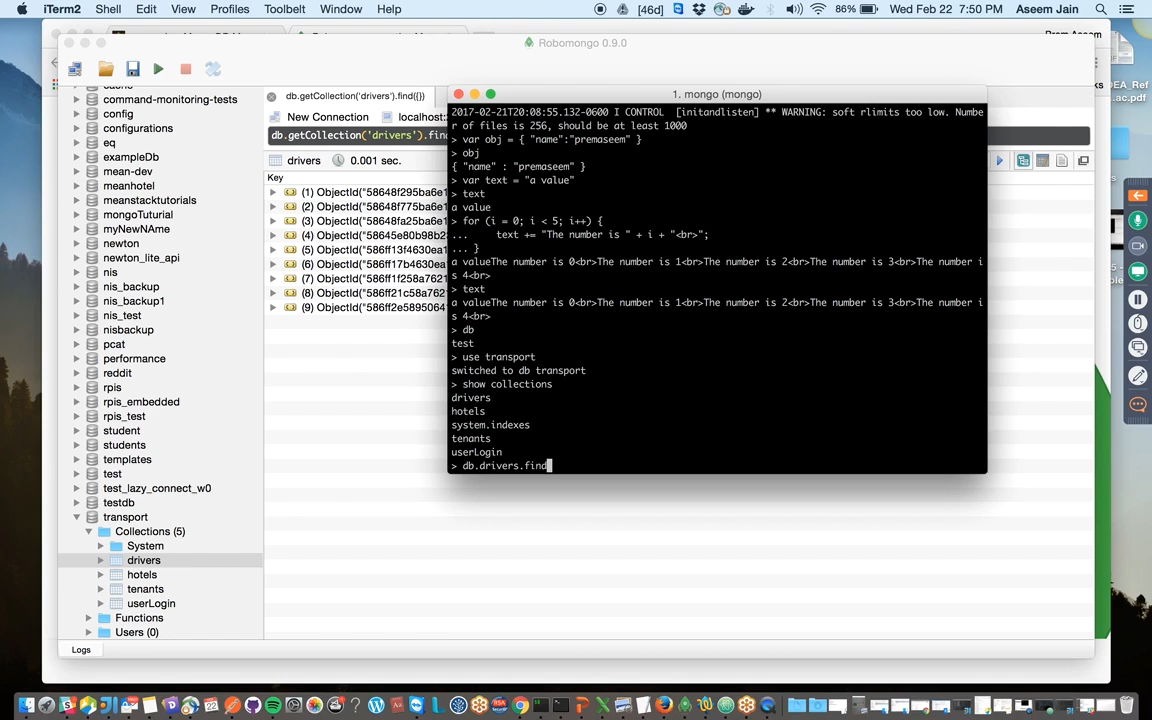 iTerm2 Shell Edit View Profiles Toolbelt Window Help [46d] 86% Wed Feb 22 7:50 PM Aseem Jain
Robomongo 0.9.0
command-monitoring-tests
config
configurations
eq
exampleDb
mean-dev
meanhotel
meanstacktutorials
mongoTuturial
myNewNAme
newton
newton_lite_api
nis
nis_backup
nis_backup1
nis_test
nisbackup
pcat
performance
reddit
rpis
rpis_embedded
rpis_test
student
students
templates
test
test_lazy_connect_w0
testdb
transport
Collections (5)
System
drivers
hotels
tenants
userLogin
Functions
Users (0)
Logs
db.getCollection('drivers').find({})
New Connection localhost:
db.getCollection('drivers').find
drivers 0.001 sec.
Key
(1) ObjectId("58648f295ba6e1
(2) ObjectId("58648f775ba6e1
(3) ObjectId("58648fa25ba6e1
(4) ObjectId("58645e80b98b2
(5) ObjectId("586ff13f4630ea1
(6) ObjectId("586ff17b4630ea
(7) ObjectId("586ff1f258a7621
(8) ObjectId("586ff21c58a762
(9) ObjectId("586ff2e5895064
1. mongo (mongo)
2017-02-21T20:08:55.132-0600 I CONTROL [initandlisten] ** WARNING: soft rlimits too low. Numbe
r of files is 256, should be at least 1000
> var obj = { "name":"premaseem" }
> obj
{ "name" : "premaseem" }
> var text = "a value"
> text
a value
> for (i = 0; i < 5; i++) {
... text += "The number is " + i + "<br>";
... }
a valueThe number is 0<br>The number is 1<br>The number is 2<br>The number is 3<br>The number i
s 4<br>
> text
a valueThe number is 0<br>The number is 1<br>The number is 2<br>The number is 3<br>The number i
s 4<br>
> db
test
> use transport
switched to db transport
> show collections
drivers
hotels
system.indexes
tenants
userLogin
> db.drivers.find